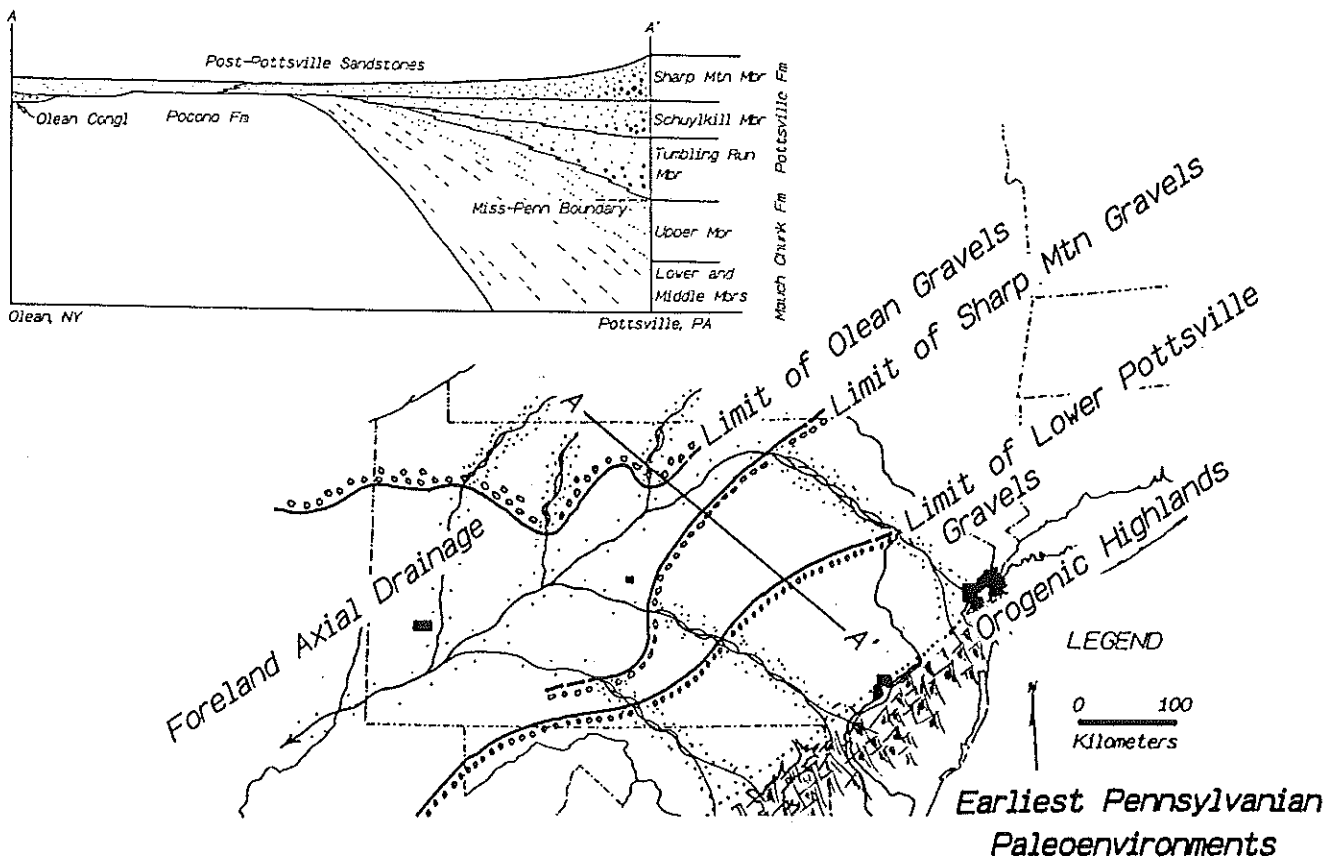 A
A'
Post-Pottsville Sandstones
Sharp Mtn Mbr
Olean Congl
Pocono Fm
Schuylkill Mbr
Tumbling Run
Mbr
Miss-Penn Boundary
Upper Mbr
Lower and
Middle Mbrs
Mauch Chunk Fm
Pottsville Fm
Olean, NY
Pottsville, PA
Limit of Olean Gravels
Limit of Sharp Mtn Gravels
Limit of Lower Pottsville
Gravels
Orogenic Highlands
Foreland Axial Drainage
A
A'
LEGEND
N
0 100
Kilometers
Earliest Pennsylvanian
Paleoenvironments